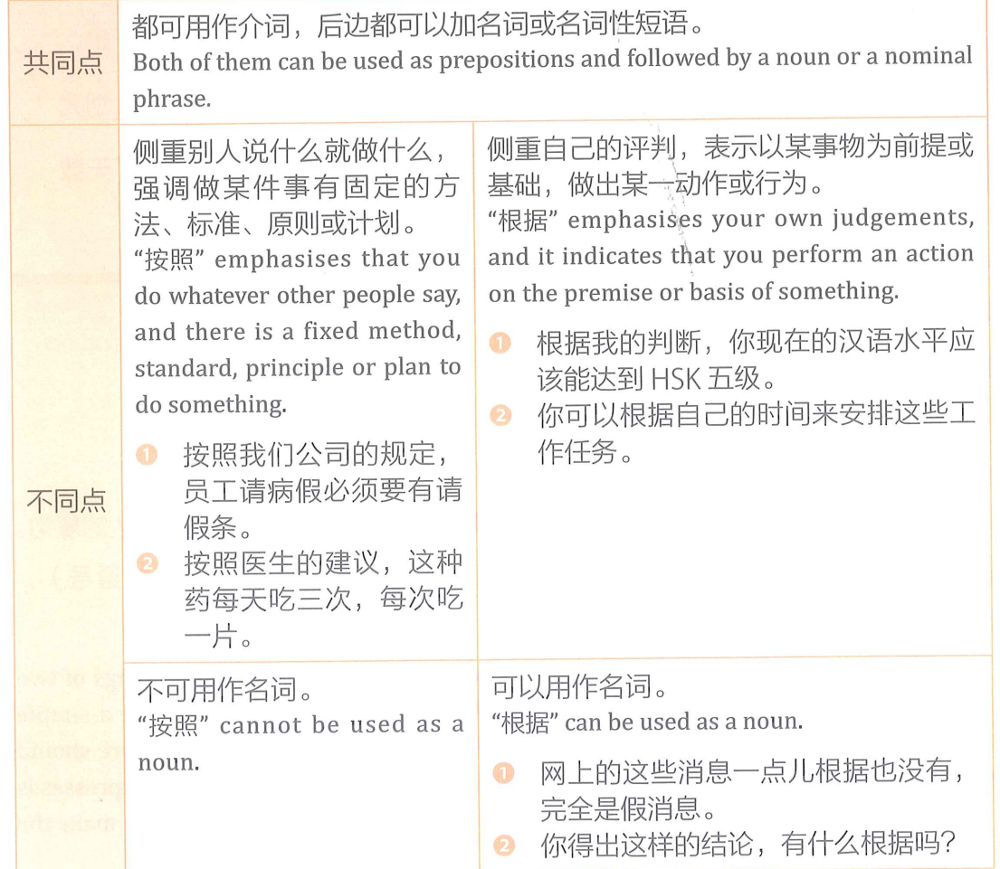 共同点
都可用作介词，后边都可以加名词或名词性短语。
Both of them can be used as prepositions and followed by a noun or a nominal
phrase.
不同点
侧重别人说什么就做什么，
强调做某件事有固定的方
法、标准、原则或计划。
“按照” emphasises that you
do whatever other people say,
and there is a fixed method,
standard, principle or plan to
do something.
1 按照我们公司的规定，
员工请病假必须要有请
假条。
2 按照医生的建议，这种
药每天吃三次，每次吃
一片。
侧重自己的评判，表示以某事物为前提或
基础，做出某一动作或行为。
“根据” emphasises your own judgements,
and it indicates that you perform an action
on the premise or basis of something.
1 根据我的判断，你现在的汉语水平应
该能达到 HSK 五级。
2 你可以根据自己的时间来安排这些工
作任务。
不可用作名词。
“按照” cannot be used as a
noun.
可以用作名词。
“根据” can be used as a noun.
1 网上的这些消息一点儿根据也没有，
完全是假消息。
2 你得出这样的结论，有什么根据吗？